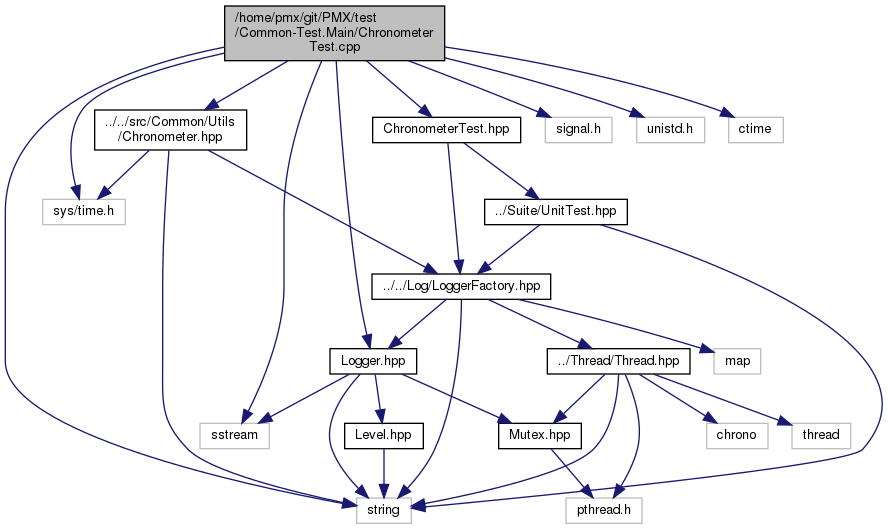 /home/pmx/git/PMX/test
/Common-Test.Main/Chronometer
Test.cpp
../../src/Common/Utils
/Chronometer.hpp
ChronometerTest.hpp
signal.h
unistd.h
ctime
sys/time.h
../Suite/UnitTest.hpp
../../Log/LoggerFactory.hpp
Logger.hpp
../Thread/Thread.hpp
map
sstream
Level.hpp
Mutex.hpp
chrono
thread
string
pthread.h